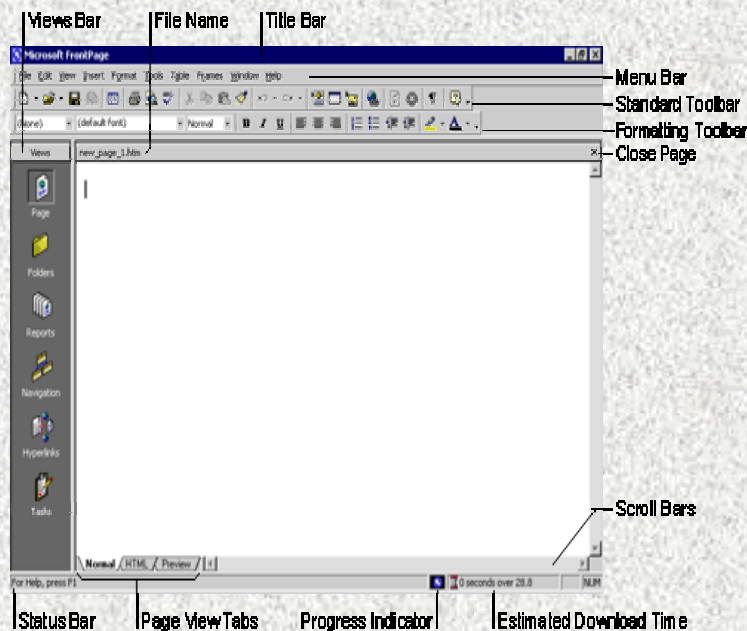 Views Bar File Name Title Bar
Microsoft FrontPage
File Edit View Insert Format Tools Table Frames Window Help
Menu Bar
Standard Toolbar
(None) (default font) Normal B I U A
Formatting Toolbar
Views new_page_1.htm
Close Page
Page
Folders
Reports
Navigation
Hyperlinks
Tasks
Scroll Bars
Normal HTML Preview
For Help, press F1 0 seconds over 28.8 NUM
Status Bar Page View Tabs Progress Indicator Estimated Download Time